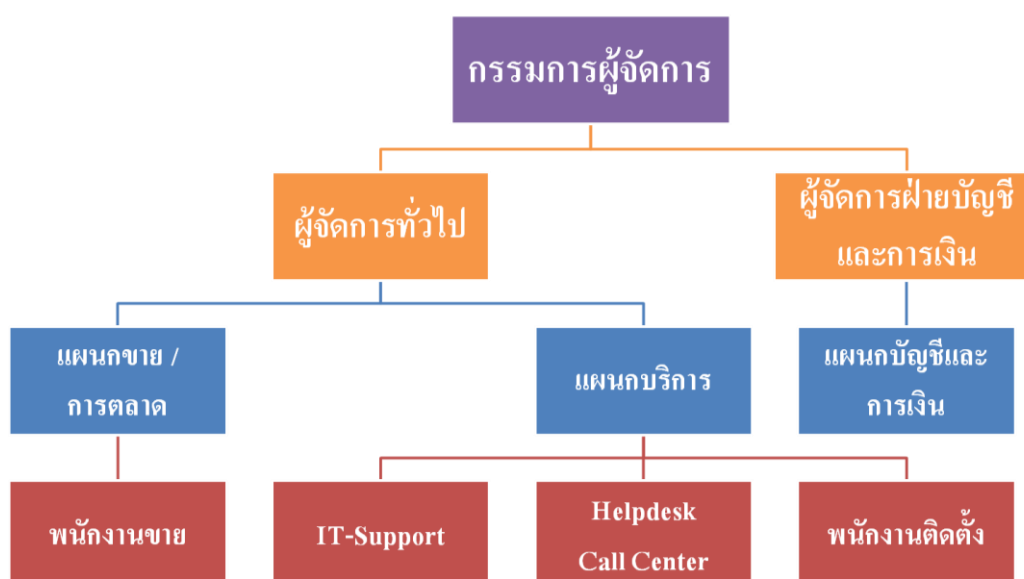 กรรมการผู้จัดการ
ผู้จัดการทั่วไป
ผู้จัดการฝ่ายบัญชี
และการเงิน
แผนกขาย /
การตลาด
แผนกบริการ
แผนกบัญชีและ
การเงิน
พนักงานขาย
IT-Support
Helpdesk
Call Center
พนักงานติดตั้ง